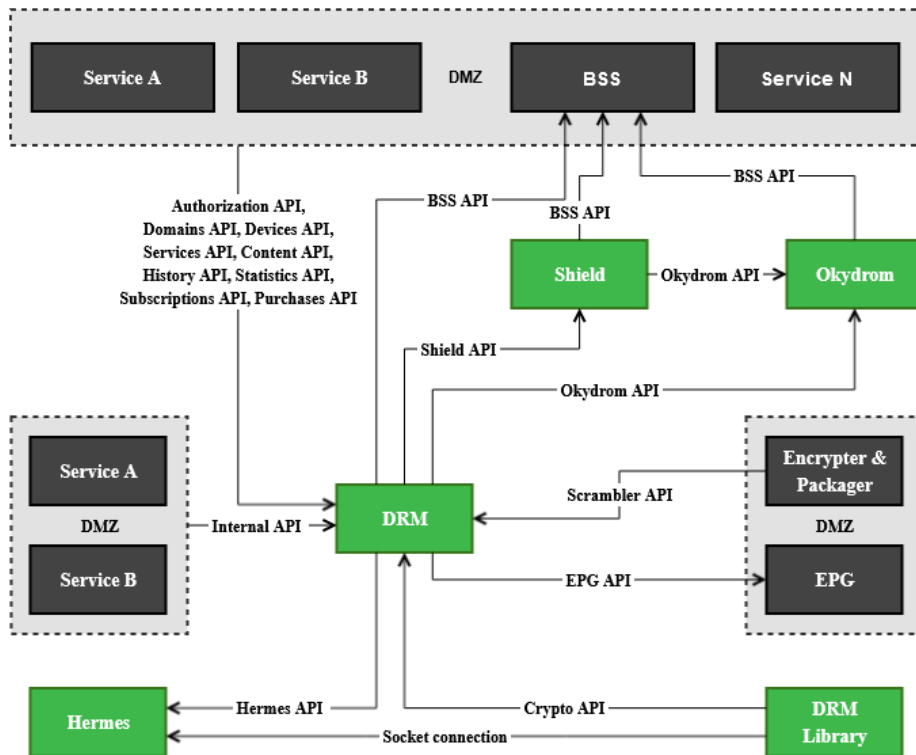 Service A
Service B
DMZ
BSS
Service N
Authorization API,
Domains API, Devices API,
Services API, Content API,
History API, Statistics API,
Subscriptions API, Purchases API
BSS API
BSS API
BSS API
Shield
Okydrom API
Okydrom
Shield API
Okydrom API
Service A
DMZ
Service B
Internal API
DRM
Scrambler API
Encrypter &
Packager
DMZ
EPG
EPG API
Hermes
Hermes API
Crypto API
DRM
Library
Socket connection